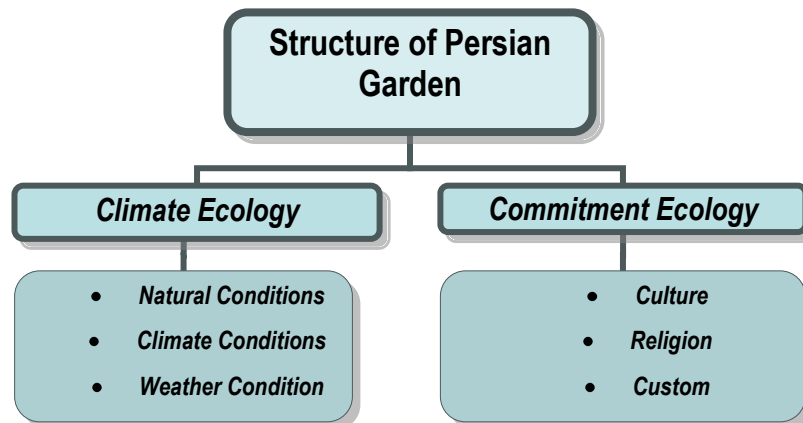 Structure of Persian
Garden
Climate Ecology
Commitment Ecology
• Natural Conditions
• Climate Conditions
• Weather Condition
• Culture
• Religion
• Custom